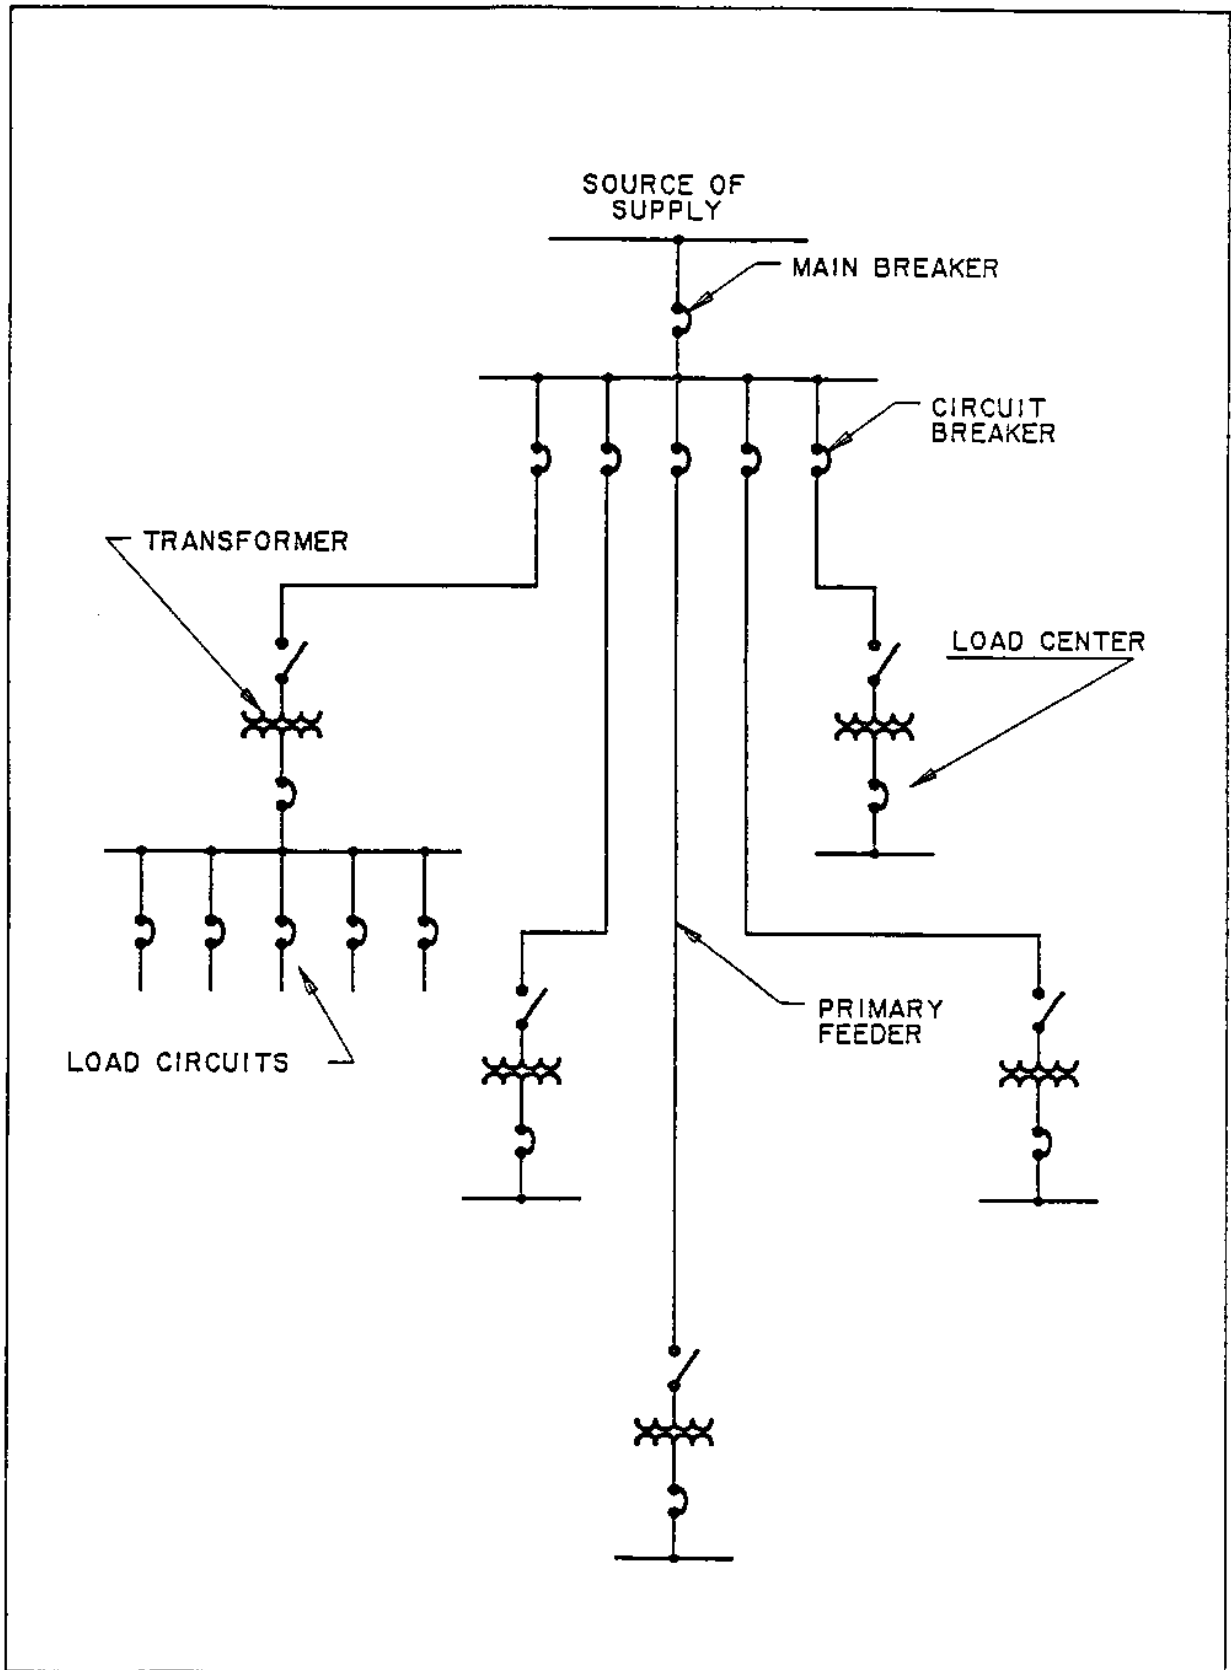 SOURCE OF
SUPPLY
MAIN BREAKER
CIRCUIT
BREAKER
TRANSFORMER
LOAD CENTER
PRIMARY
FEEDER
LOAD CIRCUITS